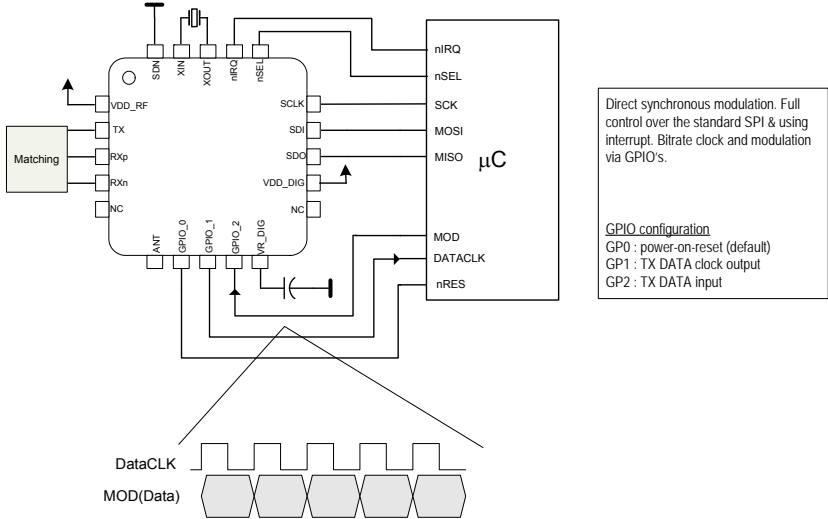 SDN
XIN
XOUT
nIRQ
nSEL
VDD_RF
TX
RXp
RXn
NC
Matching
SCLK
SDI
SDO
VDD_DIG
NC
ANT
GPIO_0
GPIO_1
GPIO_2
VR_DIG
nIRQ
nSEL
SCK
MOSI
MISO
μC
MOD
DATACLK
nRES
Direct synchronous modulation. Full
control over the standard SPI & using
interrupt. Bitrate clock and modulation
via GPIO's.
GPIO configuration
GP0 : power-on-reset (default)
GP1 : TX DATA clock output
GP2 : TX DATA input
DataCLK
MOD(Data)